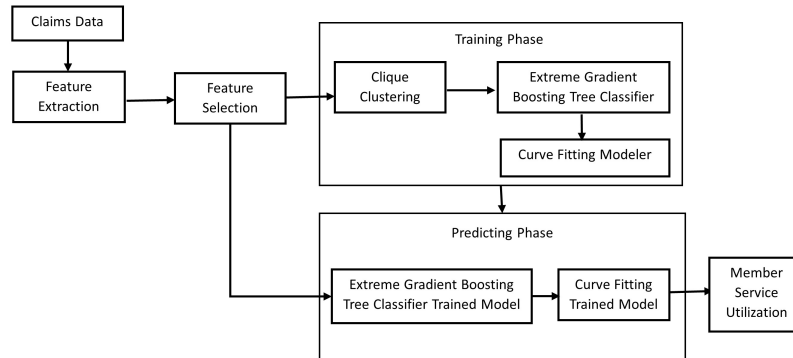 Claims Data
Feature
Extraction
Feature
Selection
Training Phase
Clique
Clustering
Extreme Gradient
Boosting Tree Classifier
Curve Fitting Modeler
Predicting Phase
Extreme Gradient Boosting
Tree Classifier Trained Model
Curve Fitting
Trained Model
Member
Service
Utilization